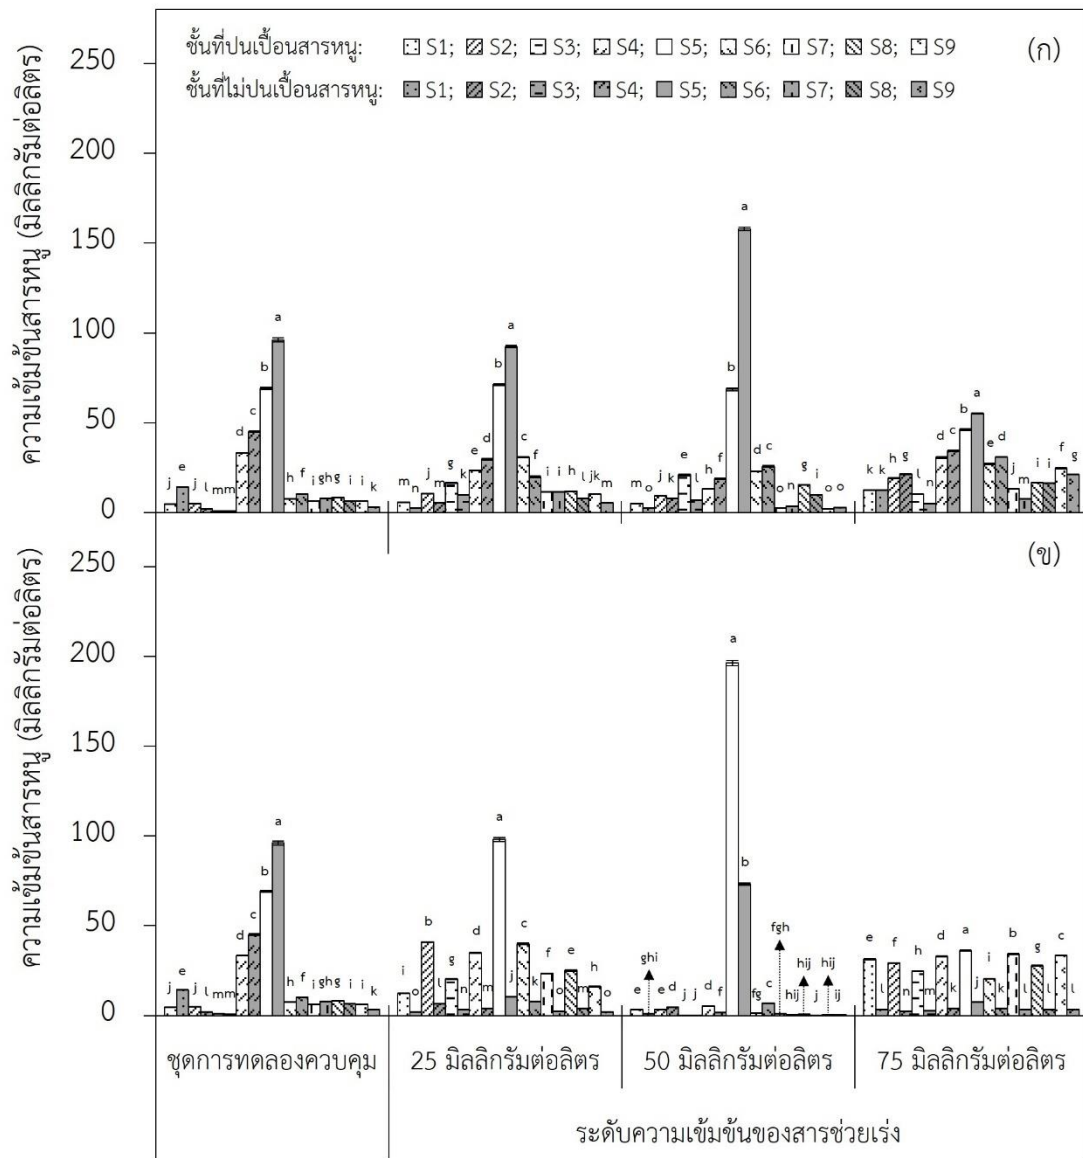 ความเข้มข้นสารหนู (มิลลิกรัมต่อลิตร)
250
200
150
100
50
0
ชั้นที่ปนเปื้อนสารหนู: S1; S2; S3; S4; S5; S6; S7; S8; S9
ชั้นที่ไม่ปนเปื้อนสารหนู: S1; S2; S3; S4; S5; S6; S7; S8; S9
(ก)
j e j l m m d c b a h f i g h g i i k
m n j m g k e d b a c f i i h l j k m
m o j k e l h f b a d c o n g i o o
k k h g l n d c b a e d j m i i f g
ความเข้มข้นสารหนู (มิลลิกรัมต่อลิตร)
250
200
150
100
50
0
(ข)
j e j l m m d c b a h f i g h g i i k
i o b l g n d m a j c k f o e m h o
e ghi e d j j d f a b fg c fgh hij hij j hij ij
e l f n h m d k a j i k b l g l c l
ชุดการทดลองควบคุม 25 มิลลิกรัมต่อลิตร 50 มิลลิกรัมต่อลิตร 75 มิลลิกรัมต่อลิตร
ระดับความเข้มข้นของสารช่วยเร่ง